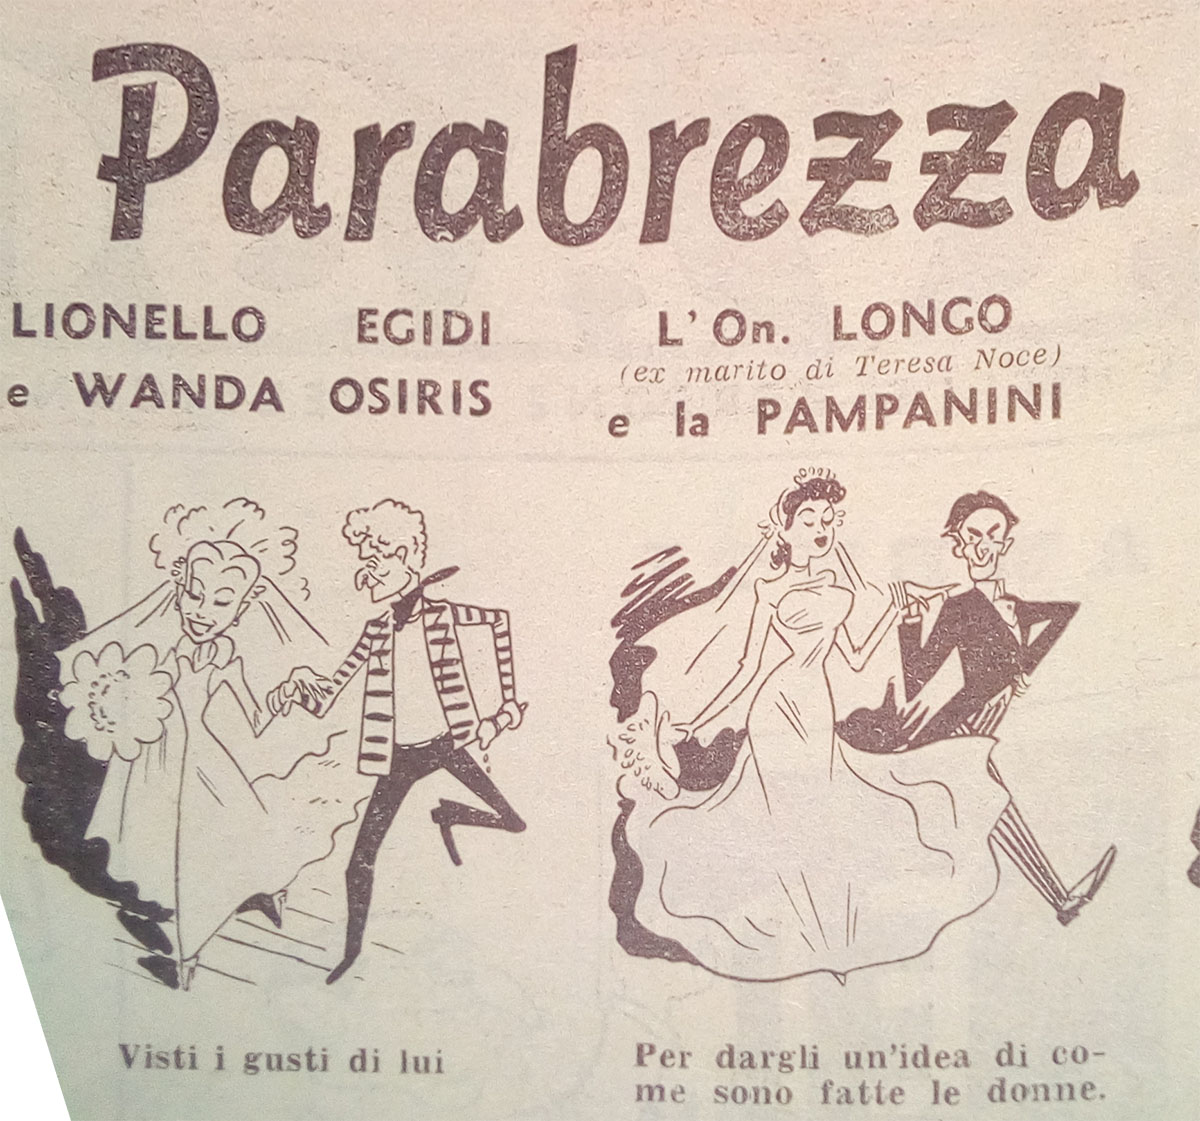 Parabrezza
LIONELLO EGIDI
e WANDA OSIRIS
L'On. LONGO
(ex marito di Teresa Noce)
e la PAMPANINI
Visti i gusti di lui
Per dargli un'idea di co-
me sono fatte le donne.